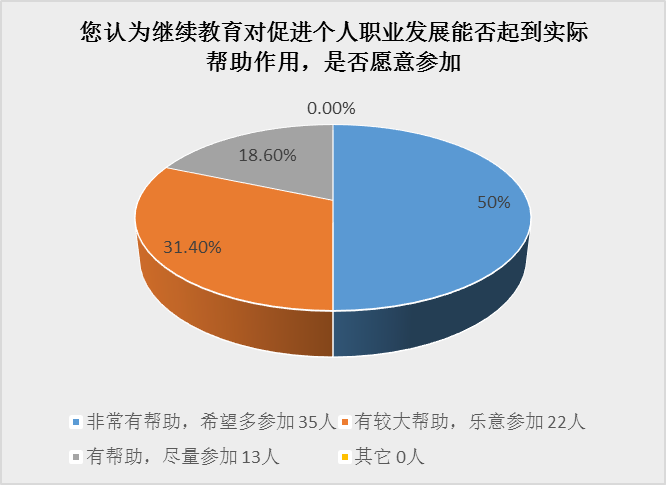 您认为继续教育对促进个人职业发展能否起到实际
帮助作用，是否愿意参加
0.00%
18.60%
50%
31.40%
非常有帮助，希望多参加 35人
有较大帮助，乐意参加 22人
有帮助，尽量参加 13人
其它 0人